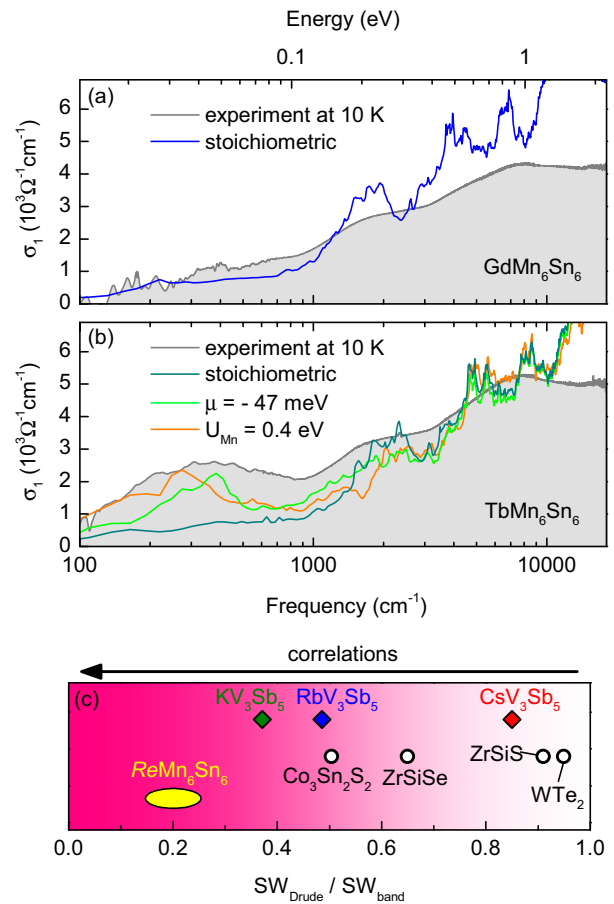 Energy (eV)
0.1 1
(a)
experiment at 10 K
stoichiometric
GdMn₆Sn₆
σ₁ (10³Ω⁻¹cm⁻¹)
6
5
4
3
2
1
0
(b)
experiment at 10 K
stoichiometric
μ = - 47 meV
U_Mn = 0.4 eV
TbMn₆Sn₆
σ₁ (10³Ω⁻¹cm⁻¹)
6
5
4
3
2
1
0
100 1000 10000
Frequency (cm⁻¹)
correlations
(c)
KV₃Sb₅ RbV₃Sb₅ CsV₃Sb₅
ReMn₆Sn₆ Co₃Sn₂S₂ ZrSiSe ZrSiS WTe₂
0.0 0.2 0.4 0.6 0.8 1.0
SW_Drude / SW_band